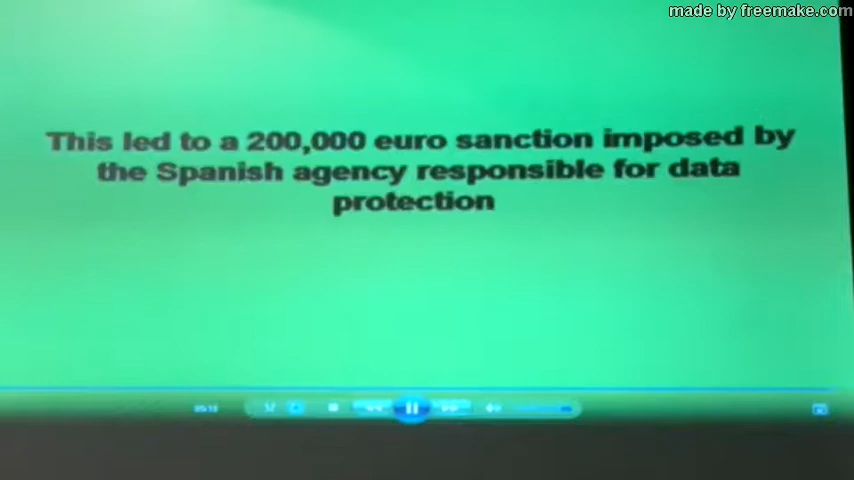 made by freemake.com
This led to a 200,000 euro sanction imposed by
the Spanish agency responsible for data
protection